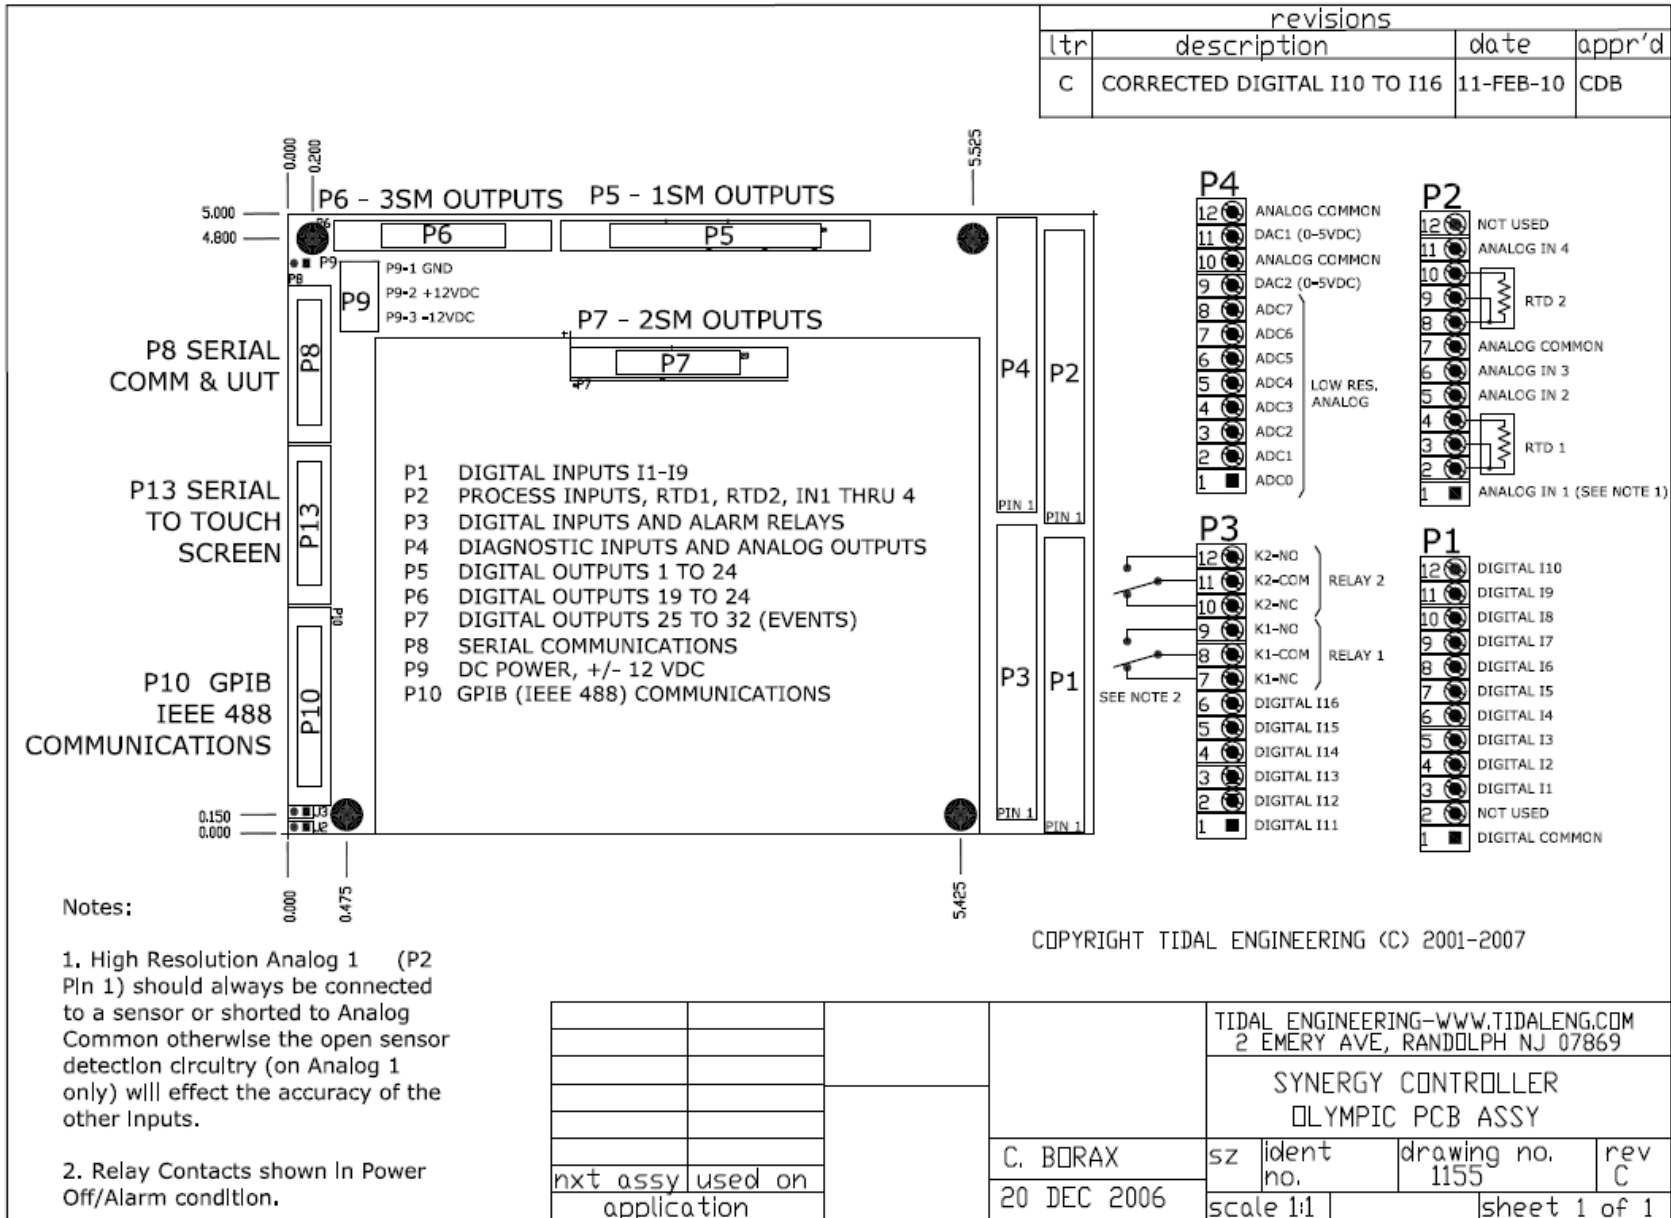 revisions
ltr description date appr'd
C CORRECTED DIGITAL I10 TO I16 11-FEB-10 CDB
0.000
0.200
5.525
P6 - 3SM OUTPUTS
P5 - 1SM OUTPUTS
5.000
4.800
P6
P6
P5
P9
P8
P9
P9-1 GND
P9-2 +12VDC
P9-3 -12VDC
P7 - 2SM OUTPUTS
P7
P7
P8 SERIAL
COMM & UUT
P8
P13 SERIAL
TO TOUCH
SCREEN
P13
P10
P10 GPIB
IEEE 488
COMMUNICATIONS
P10
J3
J2
0.150
0.000
P1 DIGITAL INPUTS I1-I9
P2 PROCESS INPUTS, RTD1, RTD2, IN1 THRU 4
P3 DIGITAL INPUTS AND ALARM RELAYS
P4 DIAGNOSTIC INPUTS AND ANALOG OUTPUTS
P5 DIGITAL OUTPUTS 1 TO 24
P6 DIGITAL OUTPUTS 19 TO 24
P7 DIGITAL OUTPUTS 25 TO 32 (EVENTS)
P8 SERIAL COMMUNICATIONS
P9 DC POWER, +/- 12 VDC
P10 GPIB (IEEE 488) COMMUNICATIONS
P4
PIN 1
P2
PIN 1
P3
PIN 1
P1
PIN 1
0.000
0.475
5.425
P4
12 ANALOG COMMON
11 DAC1 (0-5VDC)
10 ANALOG COMMON
9 DAC2 (0-5VDC)
8 ADC7
7 ADC6
6 ADC5
5 ADC4
4 ADC3
3 ADC2
2 ADC1
1 ADC0
LOW RES.
ANALOG
P2
12 NOT USED
11 ANALOG IN 4
10
9 RTD 2
8
7 ANALOG COMMON
6 ANALOG IN 3
5 ANALOG IN 2
4
3 RTD 1
2
1 ANALOG IN 1 (SEE NOTE 1)
P3
12 K2-NO
11 K2-COM RELAY 2
10 K2-NC
9 K1-NO
8 K1-COM RELAY 1
7 K1-NC
SEE NOTE 2
6 DIGITAL I16
5 DIGITAL I15
4 DIGITAL I14
3 DIGITAL I13
2 DIGITAL I12
1 DIGITAL I11
P1
12 DIGITAL I10
11 DIGITAL I9
10 DIGITAL I8
9 DIGITAL I7
8 DIGITAL I6
7 DIGITAL I5
6 DIGITAL I4
5 DIGITAL I3
4 DIGITAL I2
3 DIGITAL I1
2 NOT USED
1 DIGITAL COMMON
Notes:
1. High Resolution Analog 1 (P2
Pin 1) should always be connected
to a sensor or shorted to Analog
Common otherwise the open sensor
detection circuitry (on Analog 1
only) will effect the accuracy of the
other Inputs.
2. Relay Contacts shown in Power
Off/Alarm condition.
COPYRIGHT TIDAL ENGINEERING (C) 2001-2007
nxt assy used on
application
C. BORAX
20 DEC 2006
TIDAL ENGINEERING-WWW.TIDALENG.COM
2 EMERY AVE, RANDOLPH NJ 07869
SYNERGY CONTROLLER
OLYMPIC PCB ASSY
sz
ident
no.
drawing no.
1155
rev
C
scale 1:1
sheet 1 of 1